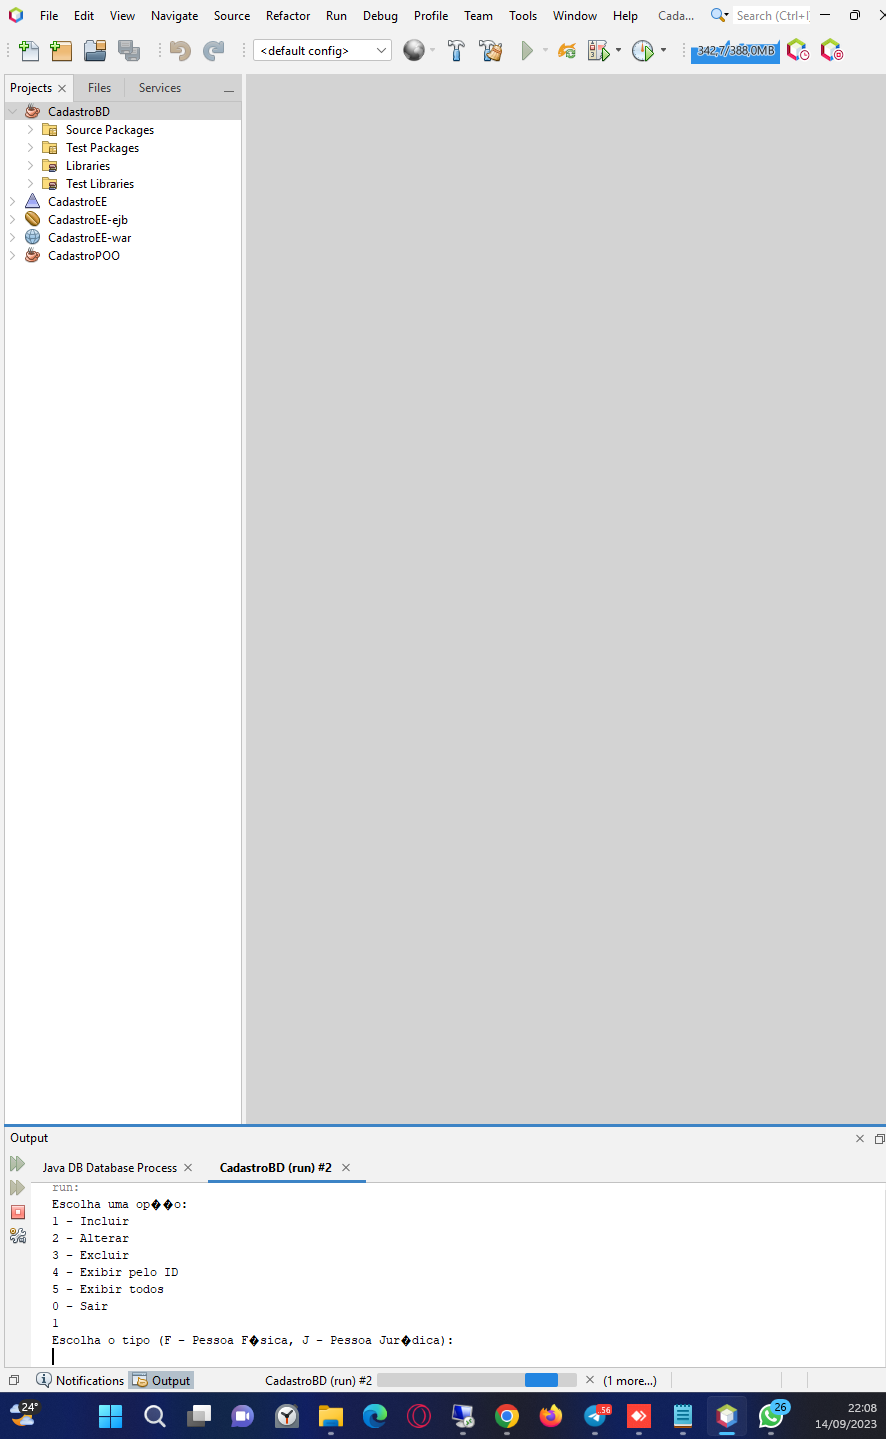 File Edit View Navigate Source Refactor Run Debug Profile Team Tools Window Help Cada... Search (Ctrl+I
<default config> 342,7/388,0MB
Projects Files Services
CadastroBD
Source Packages
Test Packages
Libraries
Test Libraries
CadastroEE
CadastroEE-ejb
CadastroEE-war
CadastroPOO
Output
Java DB Database Process CadastroBD (run) #2
run:
Escolha uma op��o:
1 - Incluir
2 - Alterar
3 - Excluir
4 - Exibir pelo ID
5 - Exibir todos
0 - Sair
1
Escolha o tipo (F - Pessoa F�sica, J - Pessoa Jur�dica):
Notifications Output CadastroBD (run) #2 (1 more...)
24° 56 26 22:08
14/09/2023